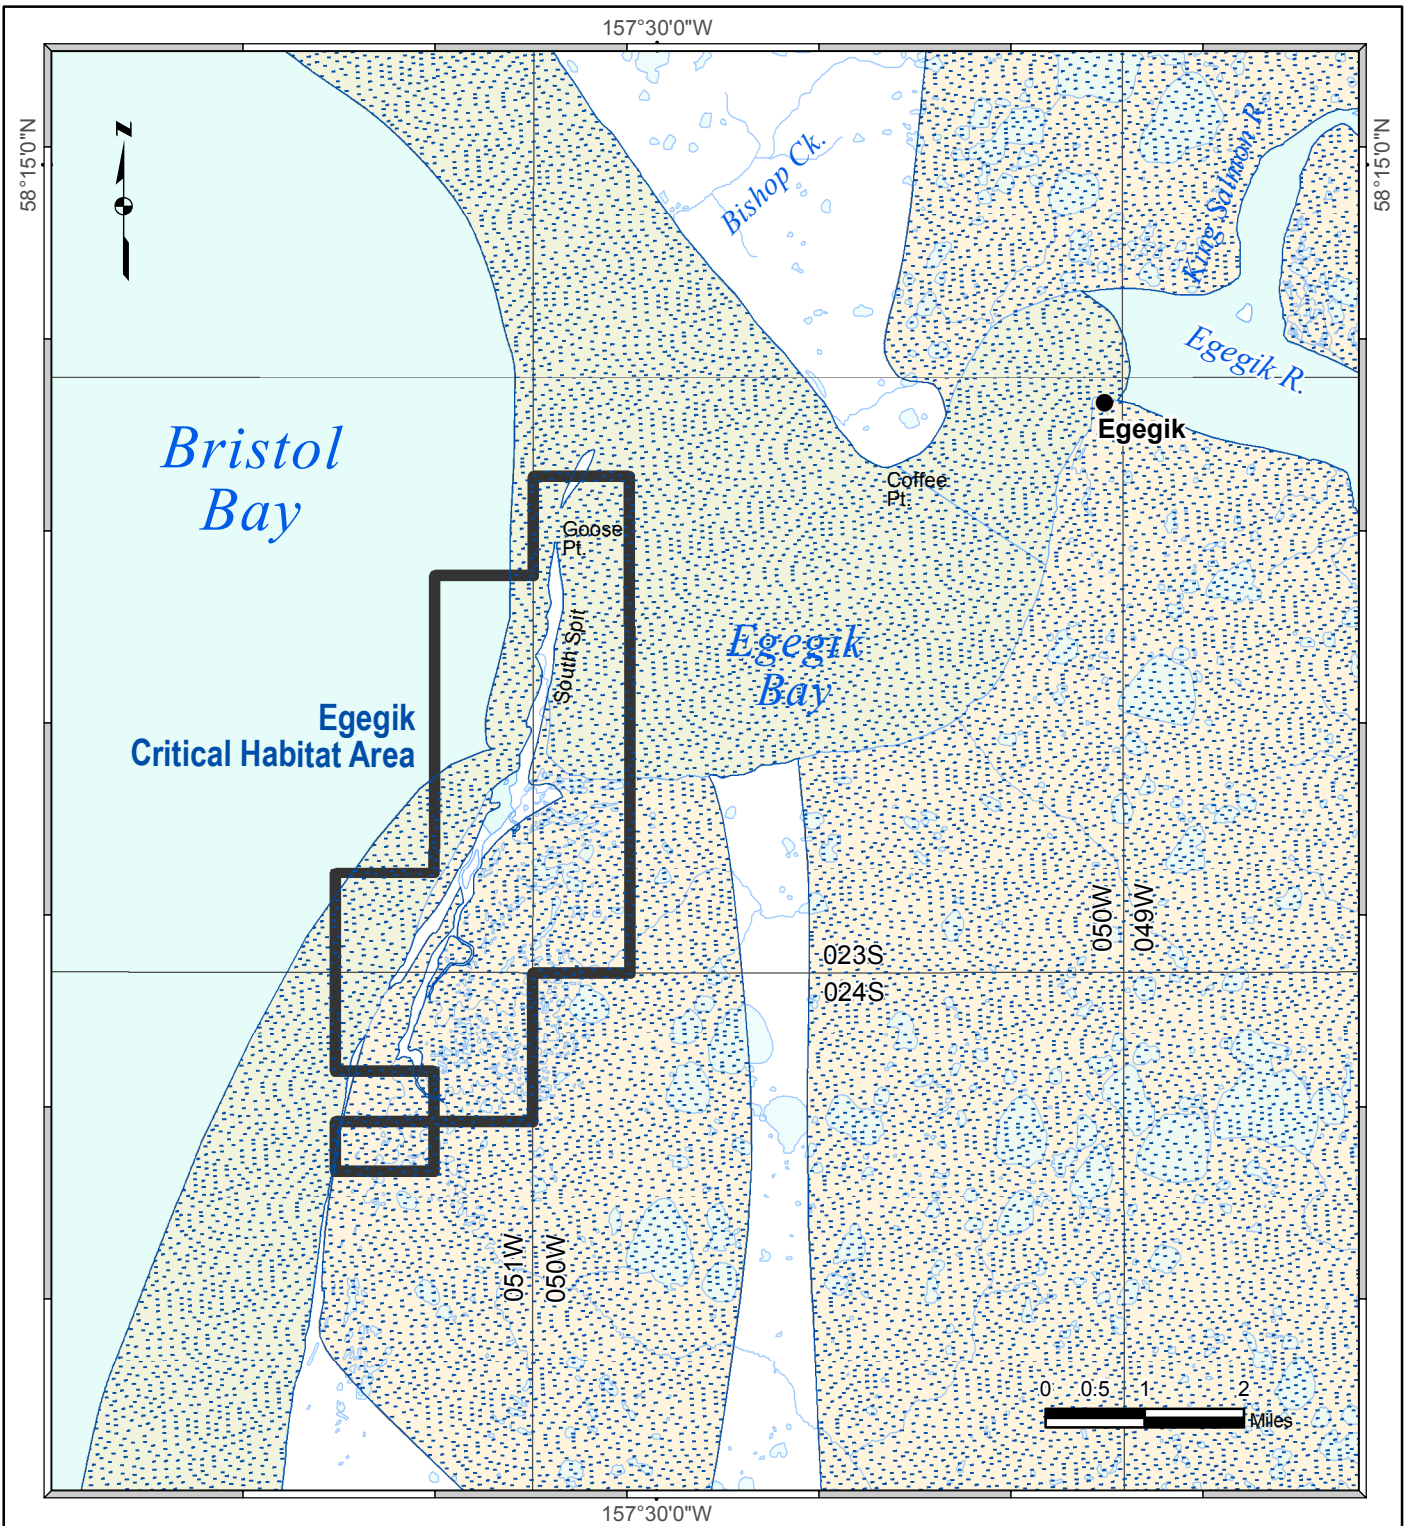 157°30'0"W
58°15'0"N
58°15'0"N
z
Bishop Ck.
King Salmon R.
Egegik R.
Egegik
Bristol
Bay
Coffee
Pt.
Goose
Pt.
South Spit
Egegik
Bay
Egegik
Critical Habitat Area
050W
049W
023S
024S
051W
050W
0 0.5 1 2
Miles
157°30'0"W